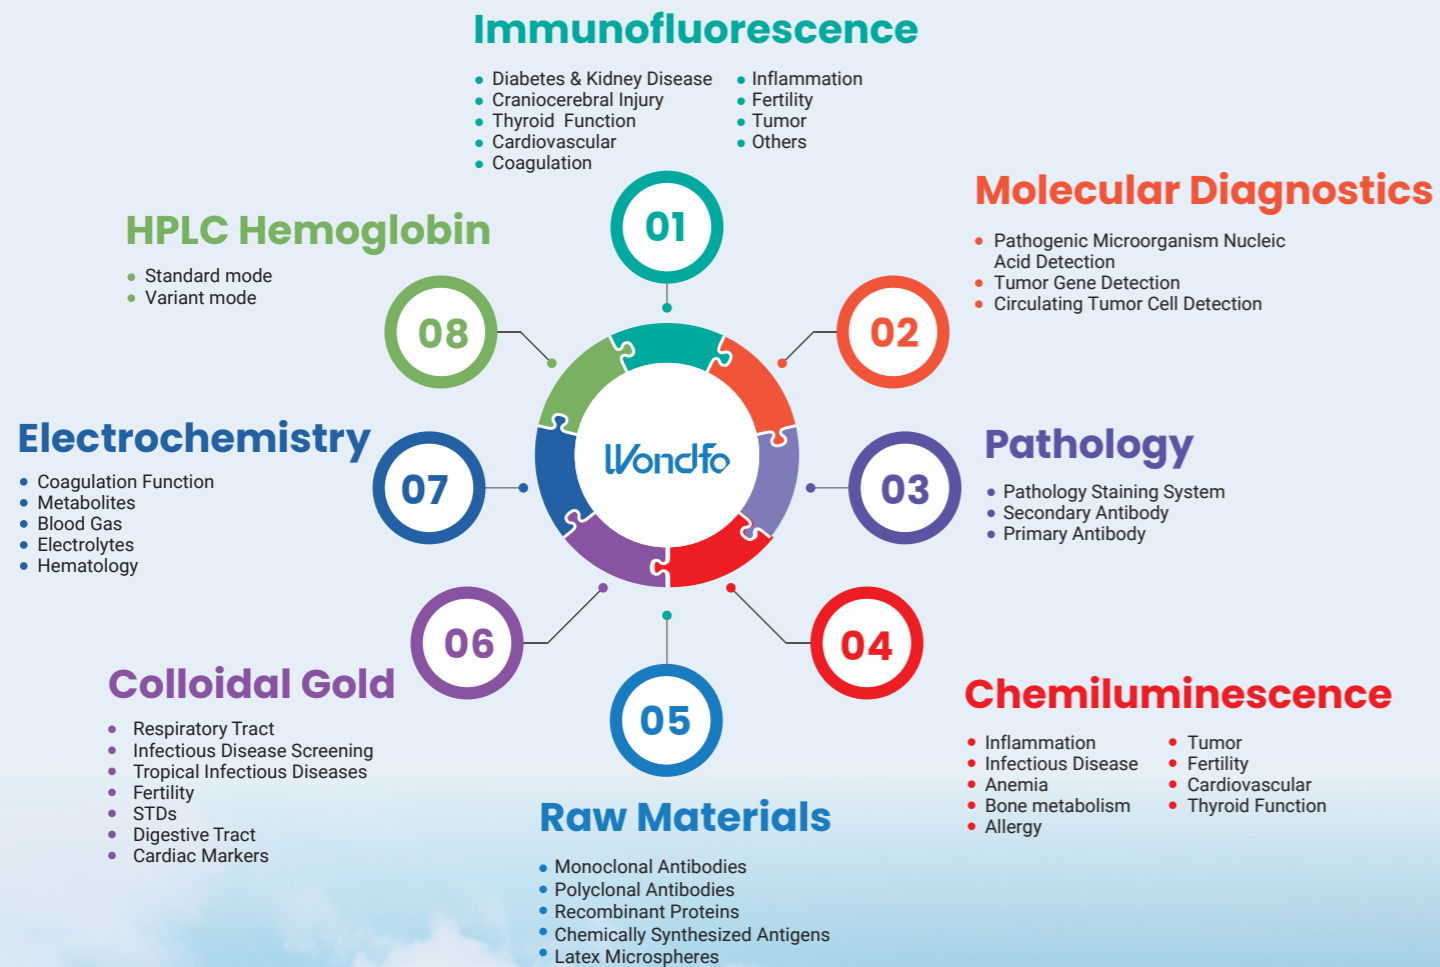 Immunofluorescence
Diabetes & Kidney Disease
Craniocerebral Injury
Thyroid Function
Cardiovascular
Coagulation
Inflammation
Fertility
Tumor
Others
01
Molecular Diagnostics
Pathogenic Microorganism Nucleic
Acid Detection
Tumor Gene Detection
Circulating Tumor Cell Detection
02
Pathology
Pathology Staining System
Secondary Antibody
Primary Antibody
03
Chemiluminescence
Inflammation
Infectious Disease
Anemia
Bone metabolism
Allergy
Tumor
Fertility
Cardiovascular
Thyroid Function
04
05
Raw Materials
Monoclonal Antibodies
Polyclonal Antibodies
Recombinant Proteins
Chemically Synthesized Antigens
Latex Microspheres
06
Colloidal Gold
Respiratory Tract
Infectious Disease Screening
Tropical Infectious Diseases
Fertility
STDs
Digestive Tract
Cardiac Markers
Electrochemistry
07
Coagulation Function
Metabolites
Blood Gas
Electrolytes
Hematology
HPLC Hemoglobin
Standard mode
Variant mode
08
Wondfo